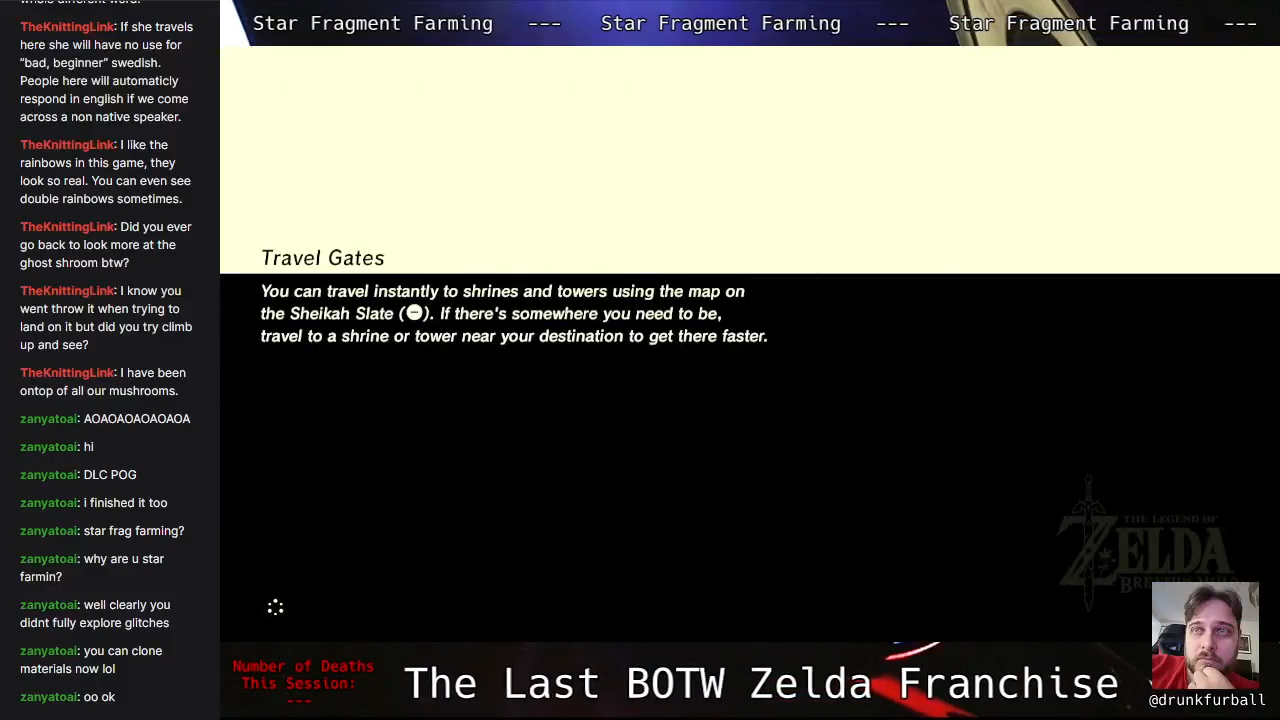 whols different word.
TheKnittingLink: If she travels
here she will have no use for
"bad, beginner" swedish.
People here will automaticly
respond in english if we come
across a non native speaker.
TheKnittingLink: I like the
rainbows in this game, they
look so real. You can even see
double rainbows sometimes.
TheKnittingLink: Did you ever
go back to look more at the
ghost shroom btw?
TheKnittingLink: I know you
went throw it when trying to
land on it but did you try climb
up and see?
TheKnittingLink: I have been
ontop of all our mushrooms.
zanyatoai: AOAOAOAOAOAOA
zanyatoai: hi
zanyatoai: DLC POG
zanyatoai: i finished it too
zanyatoai: star frag farming?
zanyatoai: why are u star
farmin?
zanyatoai: well clearly you
didnt fully explore glitches
zanyatoai: you can clone
materials now lol
zanyatoai: oo ok
Star Fragment Farming --- Star Fragment Farming --- Star Fragment Farming ---
Travel Gates
You can travel instantly to shrines and towers using the map on
the Sheikah Slate (−). If there's somewhere you need to be,
travel to a shrine or tower near your destination to get there faster.
THE LEGEND OF
ZELDA
Number of Deaths
This Session:
---
The Last BOTW Zelda Franchise
@drunkfurball